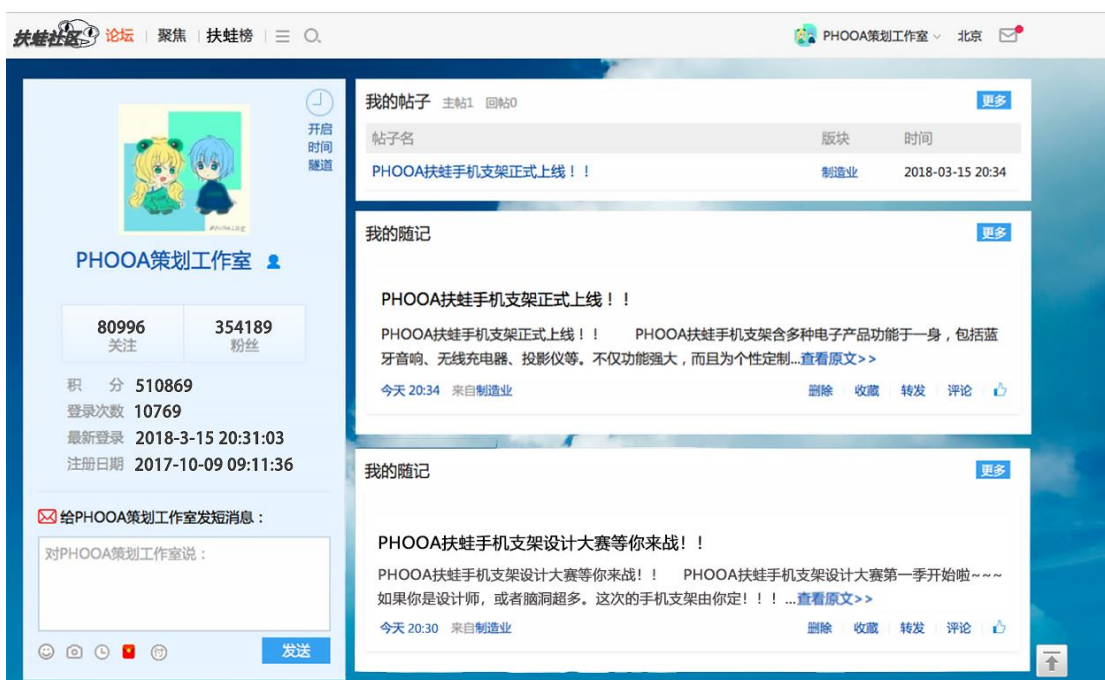 扶蛙社区 论坛 聚焦 扶蛙榜 PHOOA策划工作室 北京
开启
时间
隧道
PHOOA策划工作室
80996 354189
关注 粉丝
积 分 510869
登录次数 10769
最新登录 2018-3-15 20:31:03
注册日期 2017-10-09 09:11:36
给PHOOA策划工作室发短消息：
对PHOOA策划工作室说：
发送
我的帖子 主帖1 回帖0 更多
帖子名 版块 时间
PHOOA扶蛙手机支架正式上线！！ 制造业 2018-03-15 20:34
我的随记 更多
PHOOA扶蛙手机支架正式上线！！
PHOOA扶蛙手机支架正式上线！！ PHOOA扶蛙手机支架含多种电子产品功能于一身，包括蓝
牙音响、无线充电器、投影仪等。不仅功能强大，而且为个性定制...查看原文>>
今天 20:34 来自制造业 删除 收藏 转发 评论
我的随记 更多
PHOOA扶蛙手机支架设计大赛等你来战！！
PHOOA扶蛙手机支架设计大赛等你来战！！ PHOOA扶蛙手机支架设计大赛第一季开始啦~~~
如果你是设计师，或者脑洞超多。这次的手机支架由你定！！！...查看原文>>
今天 20:30 来自制造业 删除 收藏 转发 评论